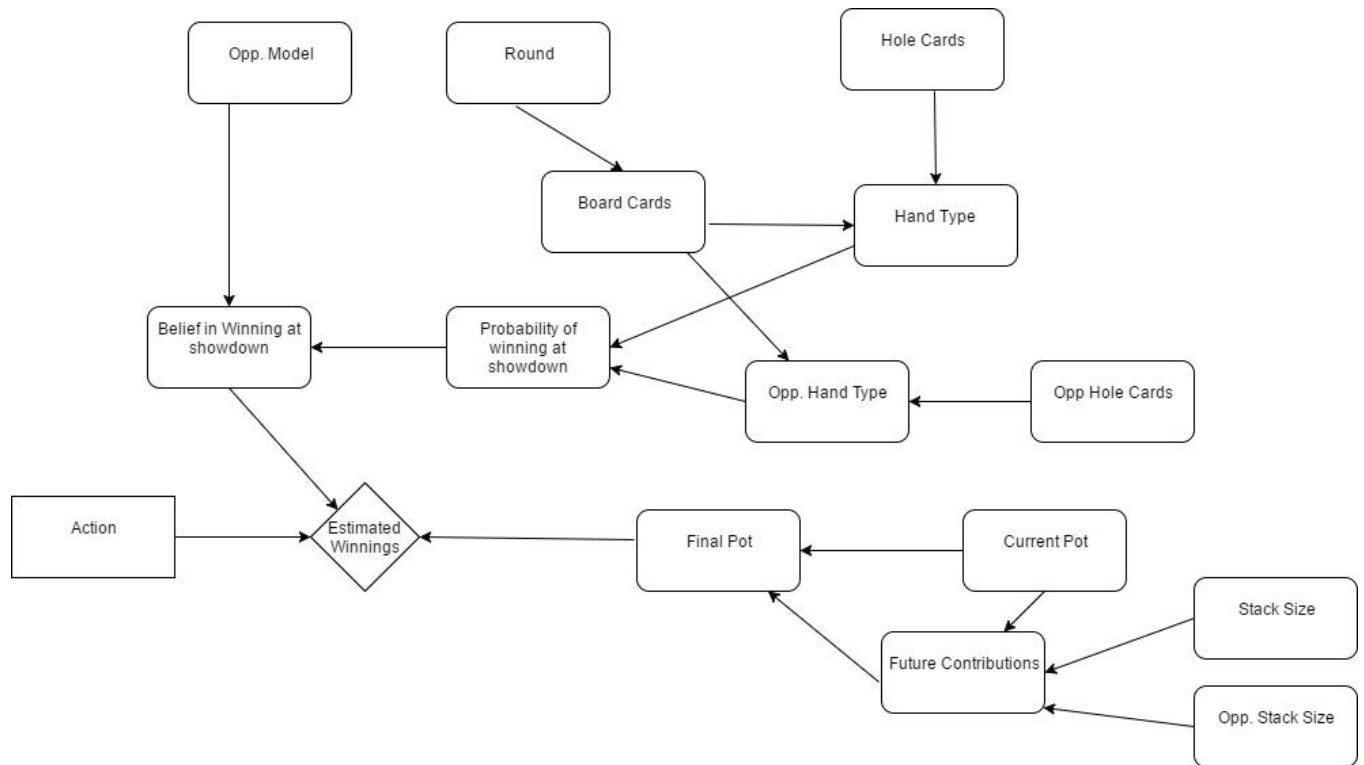 Opp. Model
Round
Hole Cards
Board Cards
Hand Type
Belief in Winning at
showdown
Probability of
winning at
showdown
Opp. Hand Type
Opp Hole Cards
Action
Estimated
Winnings
Final Pot
Current Pot
Stack Size
Future Contributions
Opp. Stack Size